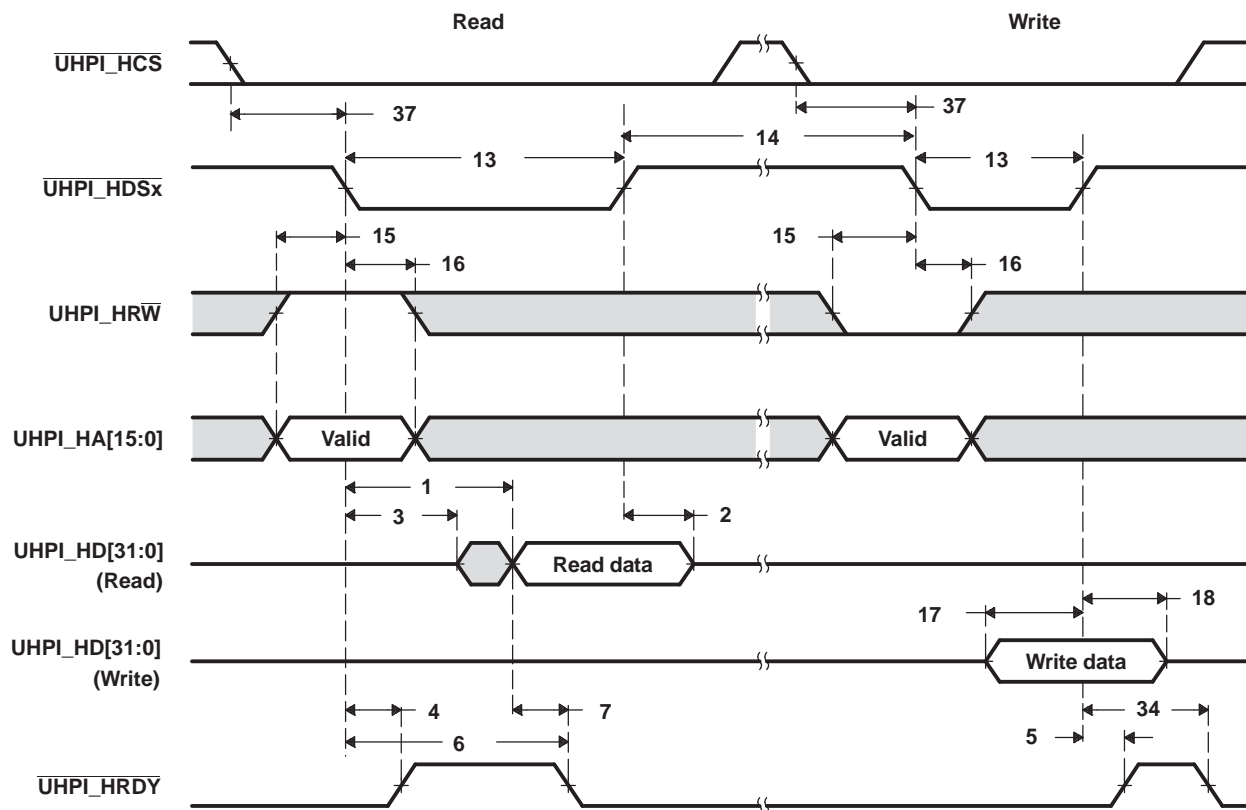 Read Write
UHPI_HCS
37 37
14
13 13
UHPI_HDSx
15 15
16 16
UHPI_HRW
UHPI_HA[15:0] Valid Valid
1
3 2
UHPI_HD[31:0]
(Read)
Read data
17 18
UHPI_HD[31:0]
(Write)
Write data
4 7 34
6 5
UHPI_HRDY